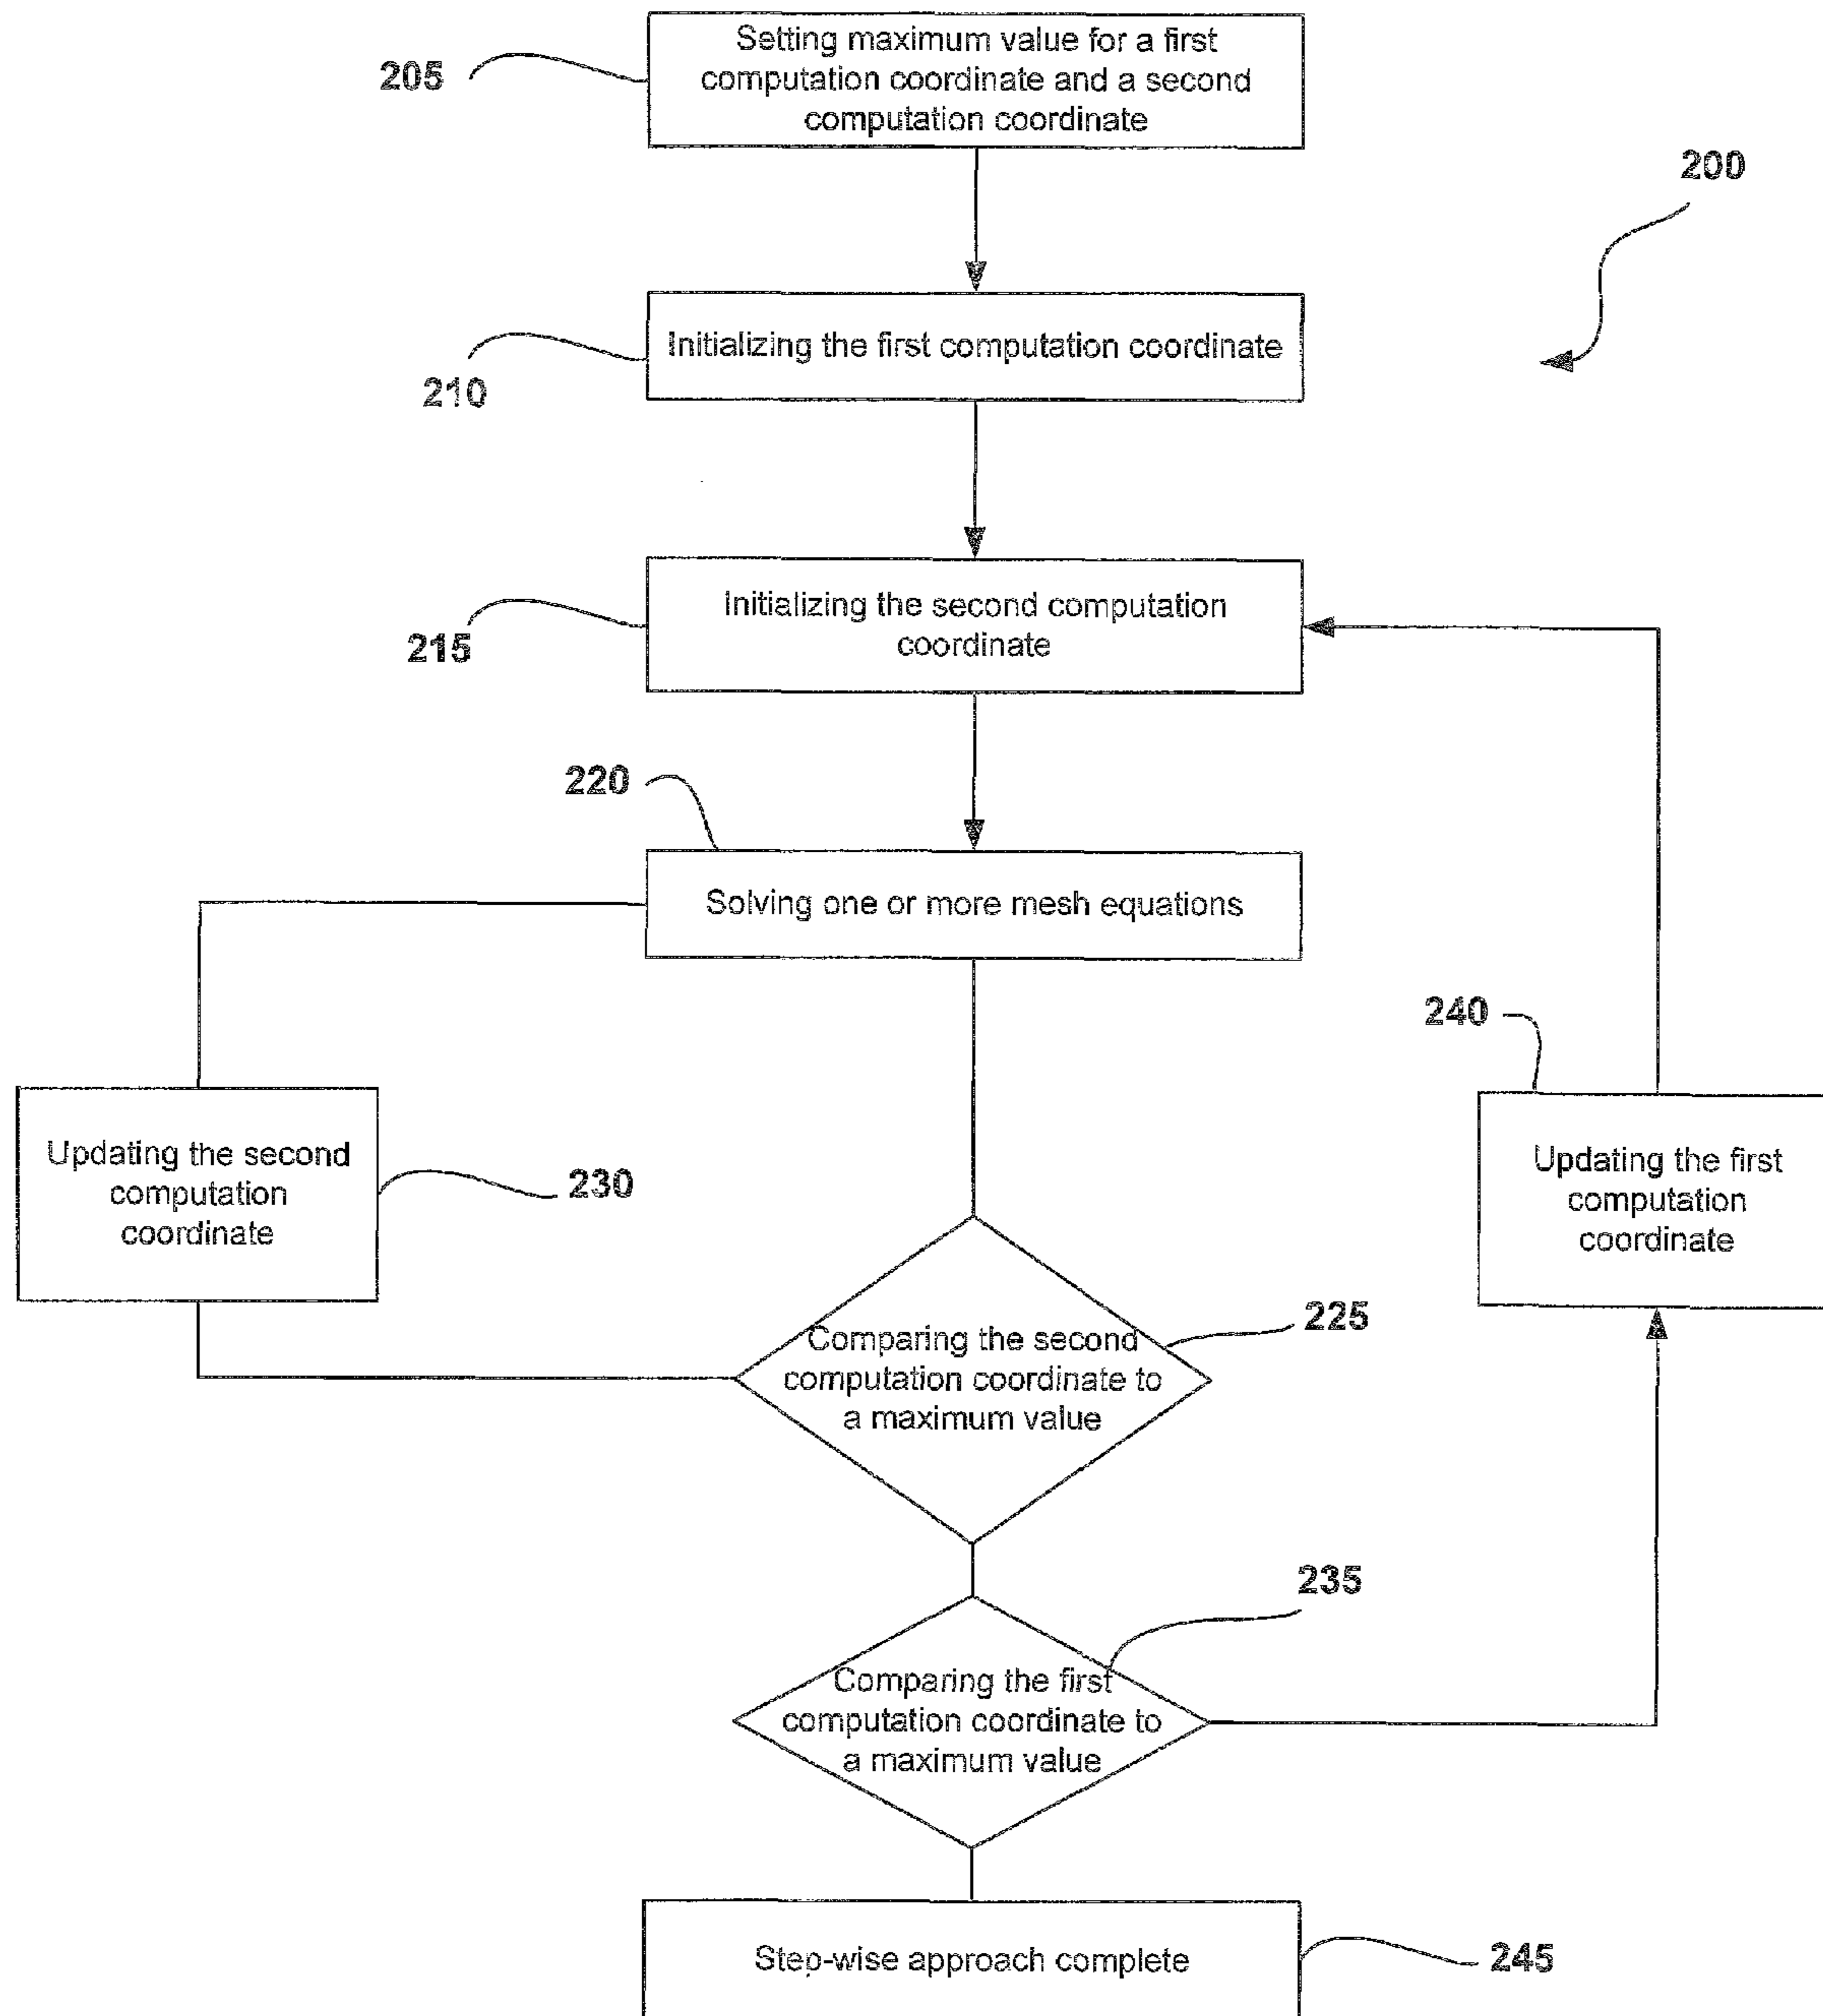 Setting maximum value for a first
computation coordinate and a second
computation coordinate
205
200
Initializing the first computation coordinate
210
Initializing the second computation
coordinate
215
220
Solving one or more mesh equations
240
Updating the second
computation
coordinate
230
Updating the first
computation
coordinate
225
Comparing the second
computation coordinate to
a maximum value
235
Comparing the first
computation coordinate to
a maximum value
Step-wise approach complete
245